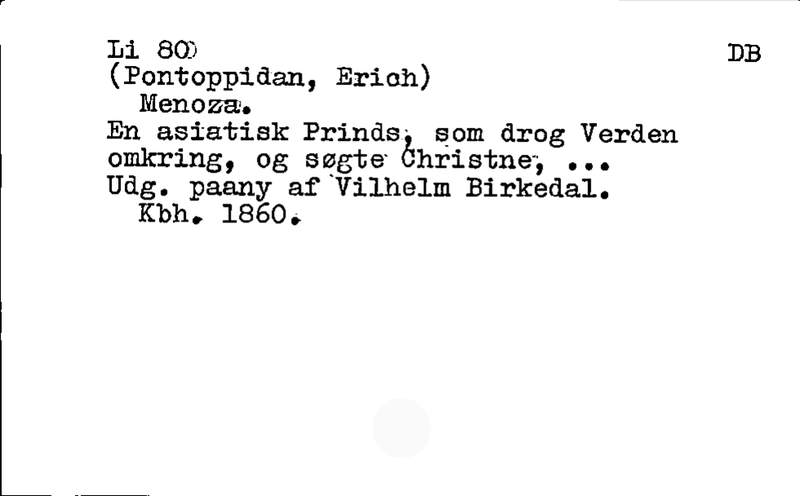 Li 80
DB
(Pontoppidan, Erich)
Menoza.
En asiatisk Prinds, som drog Verden
omkring, og søgte Christne, ...
Udg. paany af Vilhelm Birkedal.
Kbh. 1860.